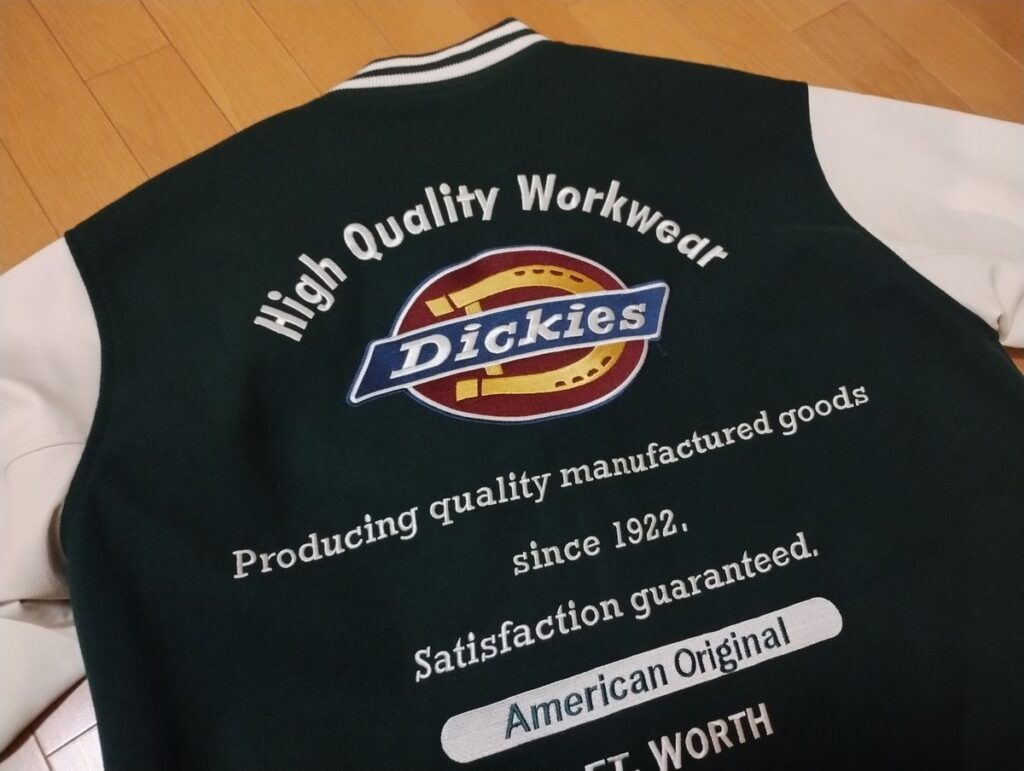 High Quality Workwear
Dickies
Producing quality manufactured goods
since 1922.
Satisfaction guaranteed.
American Original
FT. WORTH